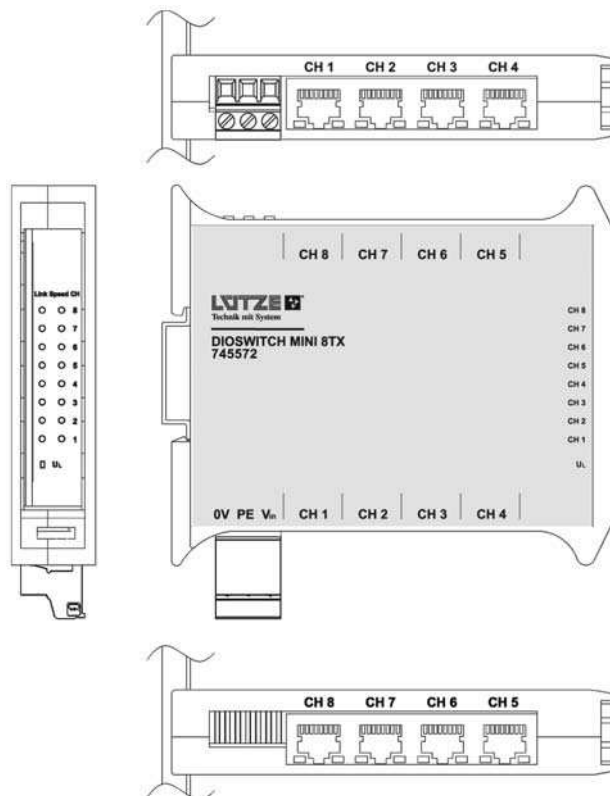 CH 1 CH 2 CH 3 CH 4
Link Speed CH
8
7
6
5
4
3
2
1
UL
CH 8 CH 7 CH 6 CH 5
LÜTZE
Technik mit System
DIOSWITCH MINI 8TX
745572
CH 8
CH 7
CH 6
CH 5
CH 4
CH 3
CH 2
CH 1
UL
0V PE Vin CH 1 CH 2 CH 3 CH 4
CH 8 CH 7 CH 6 CH 5